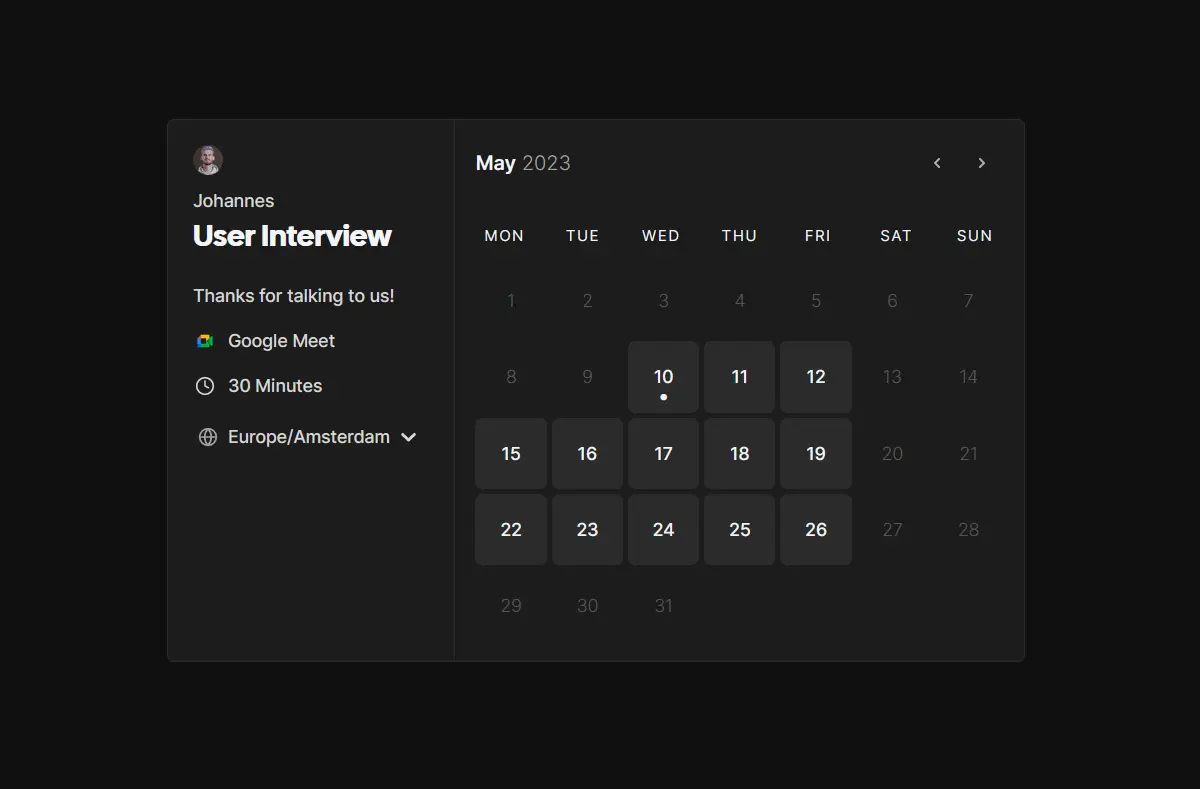 Johannes
User Interview
Thanks for talking to us!
Google Meet
30 Minutes
Europe/Amsterdam
May 2023
MON TUE WED THU FRI SAT SUN
1 2 3 4 5 6 7
8 9 10 11 12 13 14
15 16 17 18 19 20 21
22 23 24 25 26 27 28
29 30 31